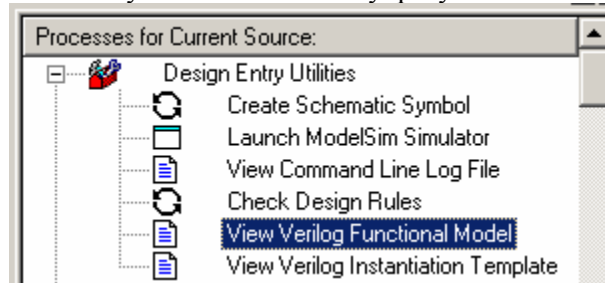 Processes for Current Source:
Design Entry Utilities
Create Schematic Symbol
Launch ModelSim Simulator
View Command Line Log File
Check Design Rules
View Verilog Functional Model
View Verilog Instantiation Template